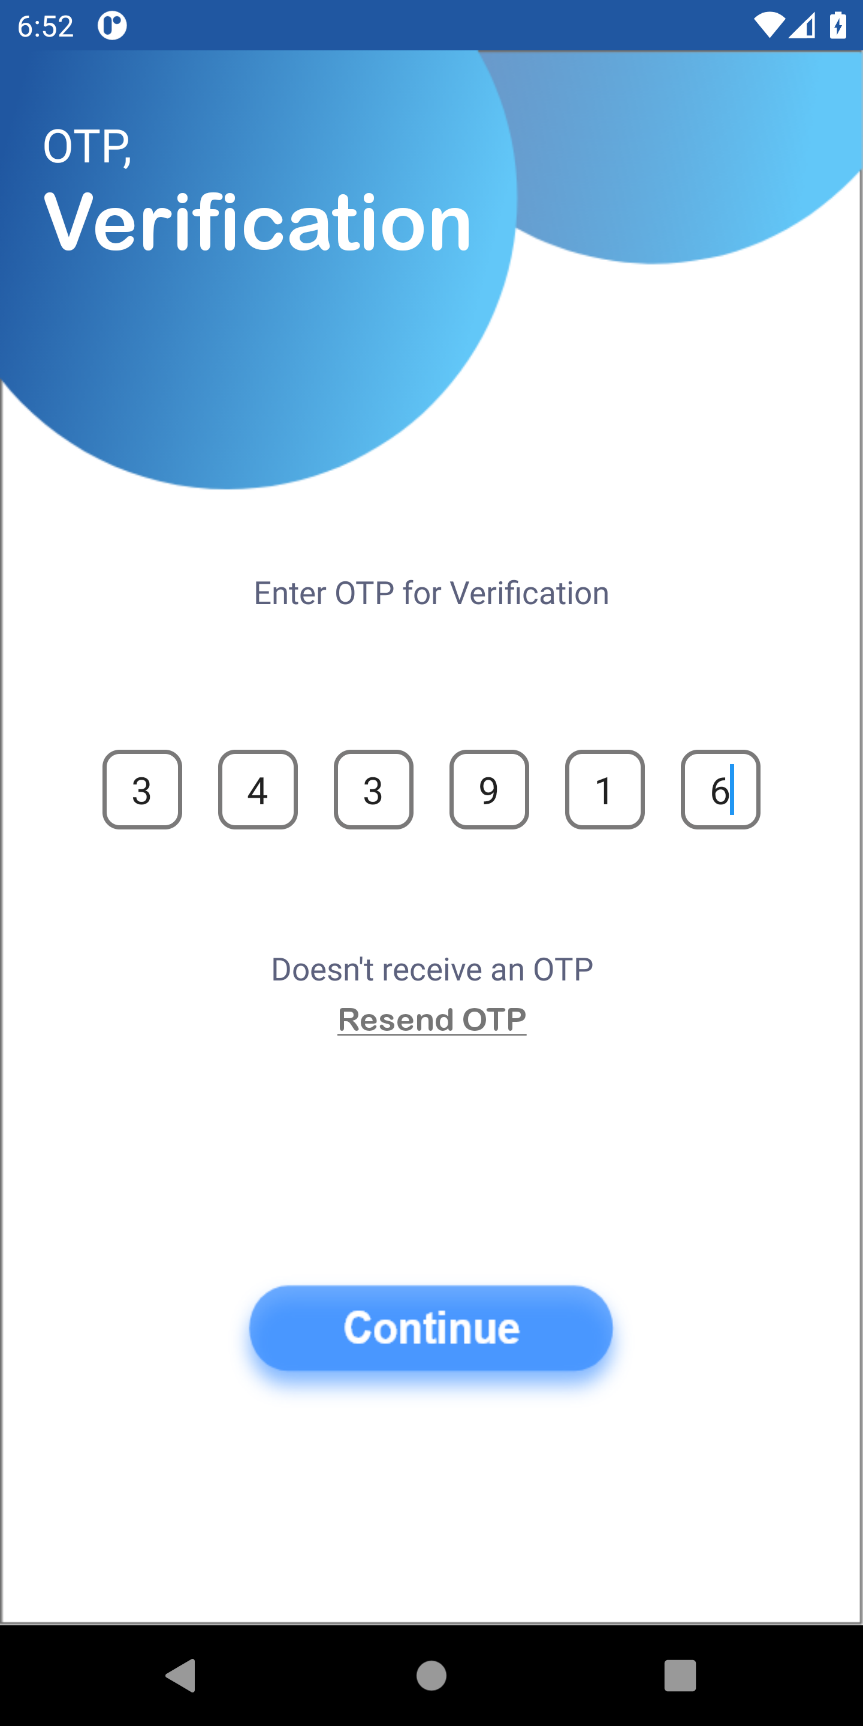 6:52
OTP,
Verification
Enter OTP for Verification
3 4 3 9 1 6
Doesn't receive an OTP
Resend OTP
Continue